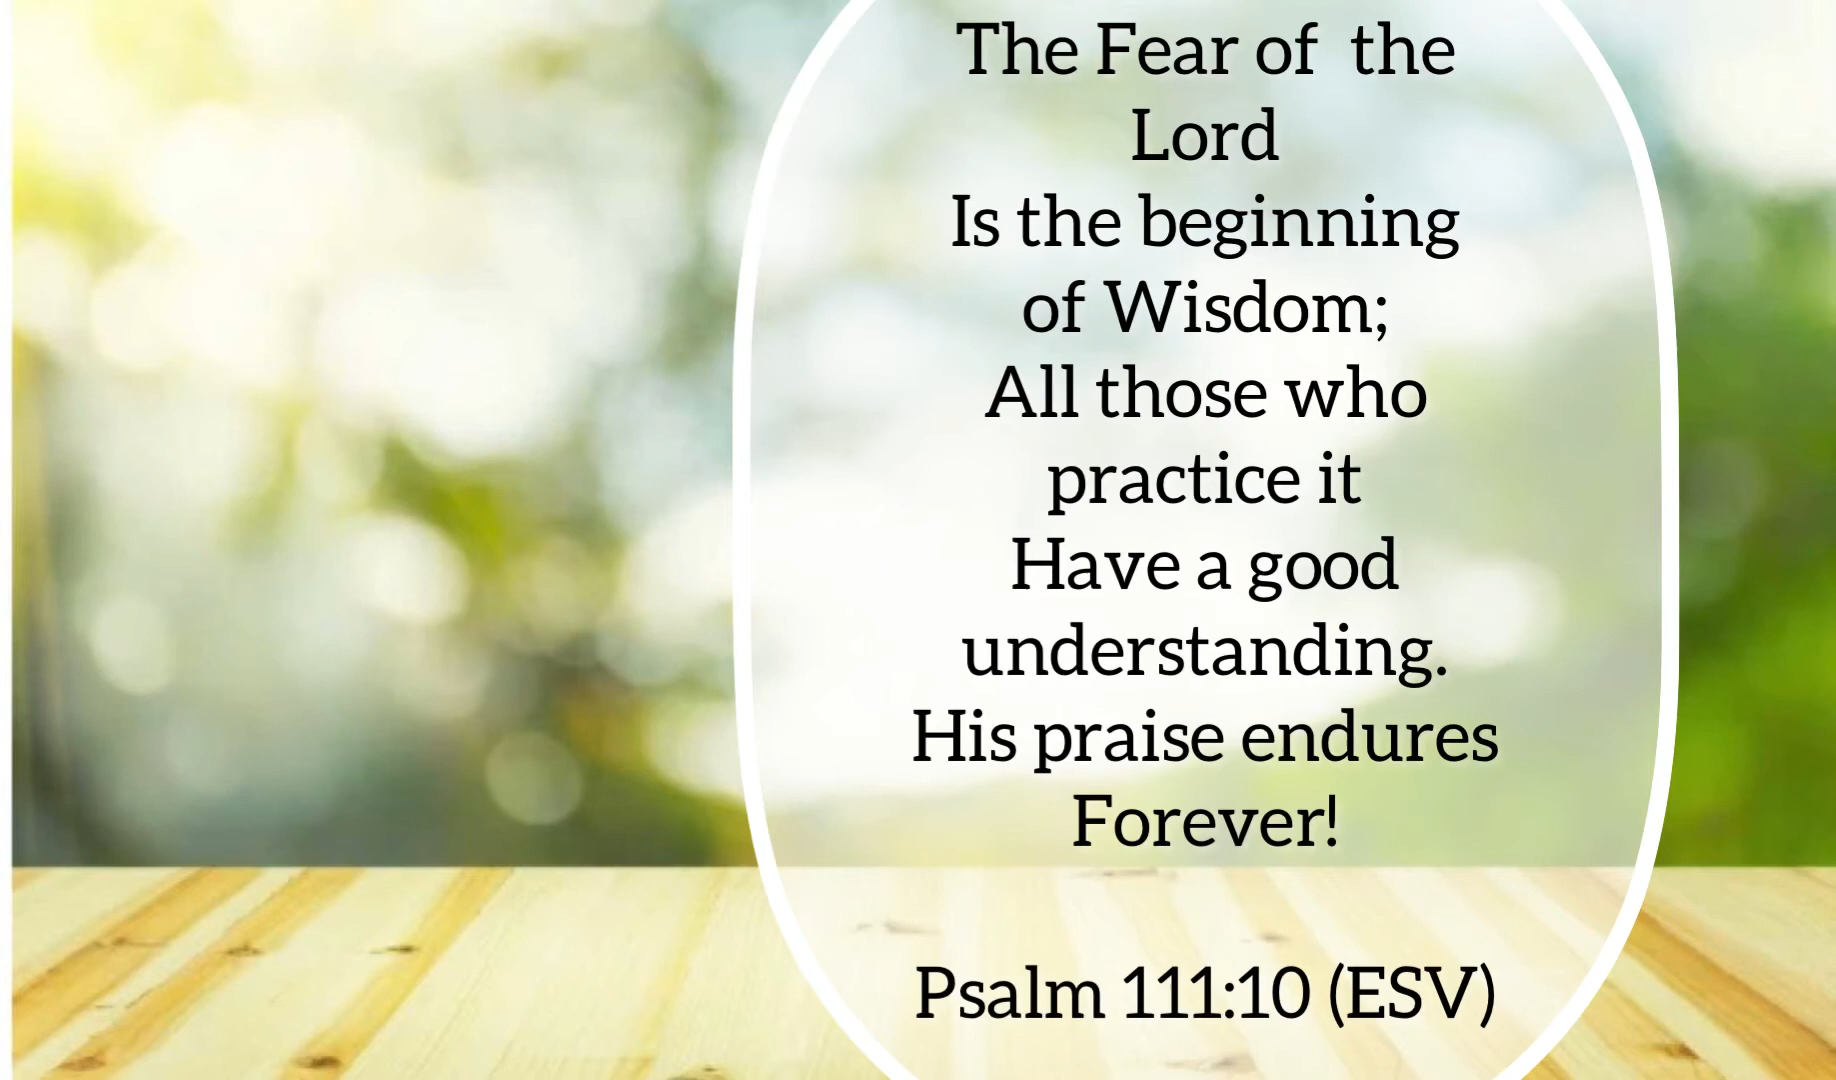 The Fear of the
Lord
Is the beginning
of Wisdom;
All those who
practice it
Have a good
understanding.
His praise endures
Forever!
Psalm 111:10 (ESV)